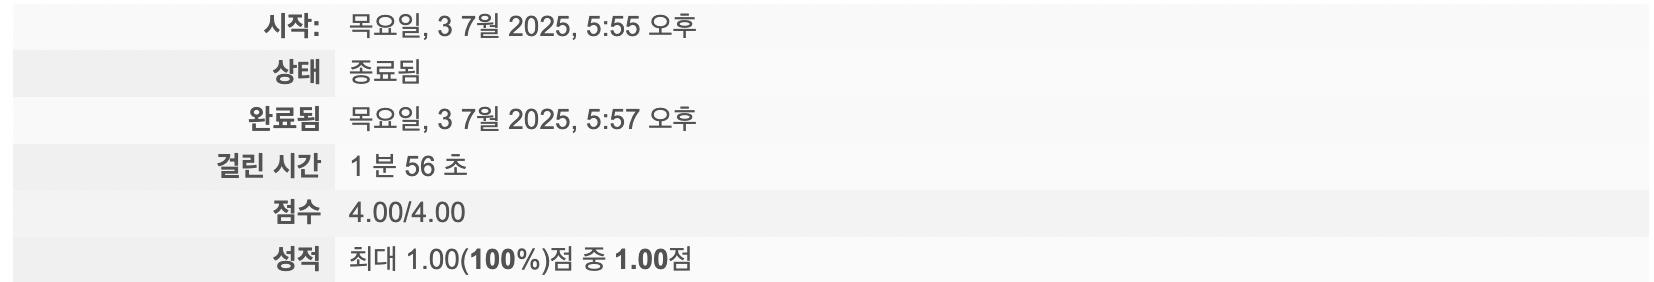 시작: 목요일, 3 7월 2025, 5:55 오후
상태 종료됨
완료됨 목요일, 3 7월 2025, 5:57 오후
걸린 시간 1 분 56 초
점수 4.00/4.00
성적 최대 1.00(100%)점 중 1.00점